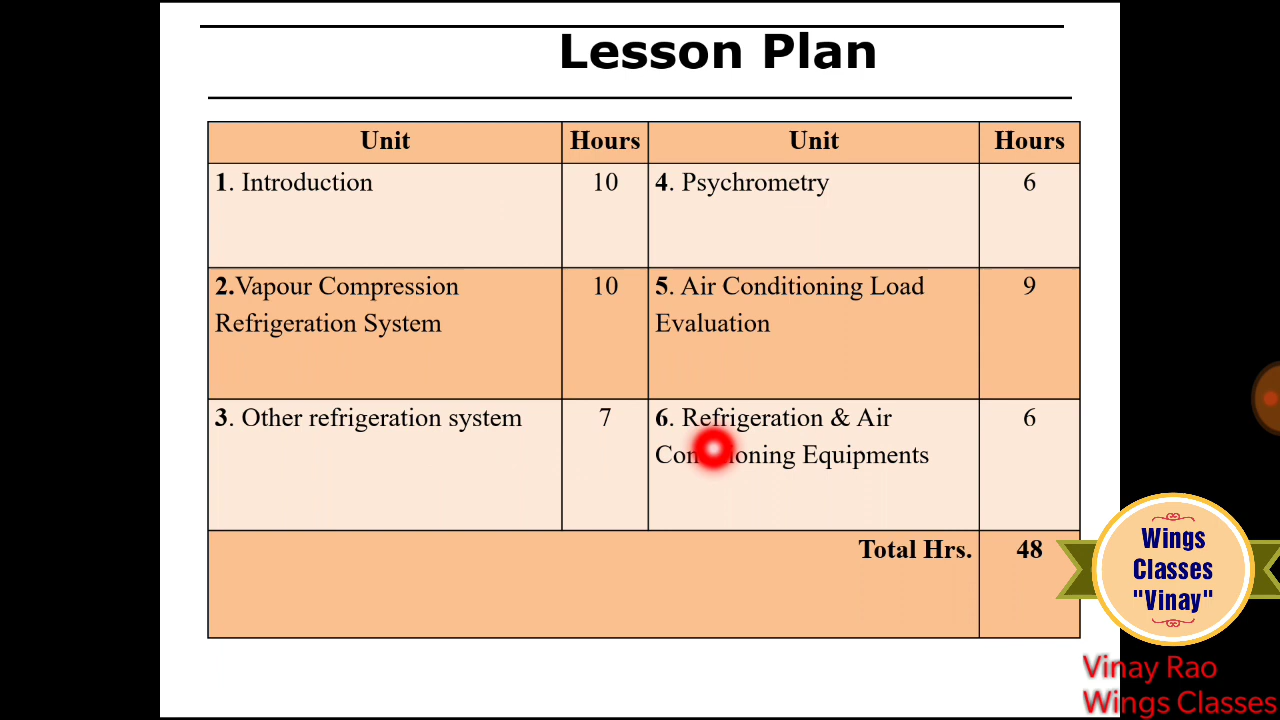 Lesson Plan
Unit Hours Unit Hours
1. Introduction 10 4. Psychrometry 6
2.Vapour Compression 10 5. Air Conditioning Load 9
Refrigeration System Evaluation
3. Other refrigeration system 7 6. Refrigeration & Air 6
Conditioning Equipments
Total Hrs. 48
Wings
Classes
"Vinay"
Vinay Rao
Wings Classes